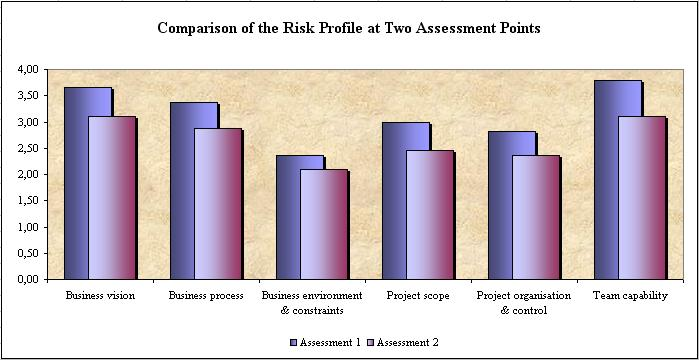 Comparison of the Risk Profile at Two Assessment Points
4,00
3,50
3,00
2,50
2,00
1,50
1,00
0,50
0,00
Business vision
Business process
Business environment
& constraints
Project scope
Project organisation
& control
Team capability
Assessment 1
Assessment 2